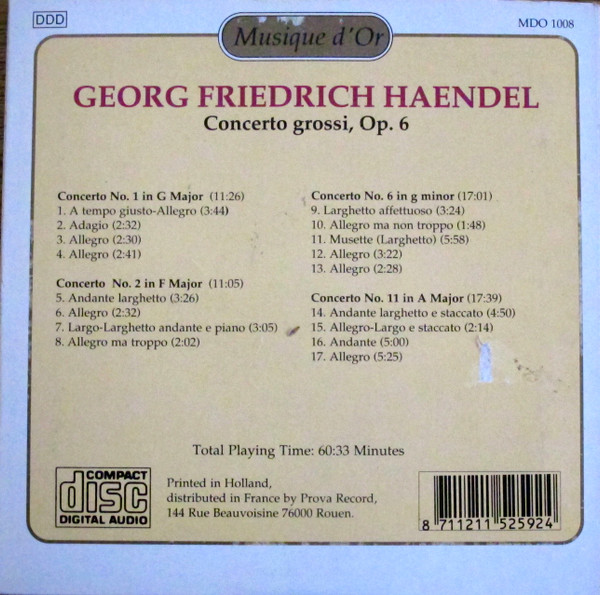 DDD
Musique d'Or
MDO 1008
GEORG FRIEDRICH HAENDEL
Concerto grossi, Op. 6
Concerto No. 1 in G Major (11:26)
1. A tempo giusto-Allegro (3:44)
2. Adagio (2:32)
3. Allegro (2:30)
4. Allegro (2:41)
Concerto No. 2 in F Major (11:05)
5. Andante larghetto (3:26)
6. Allegro (2:32)
7. Largo-Larghetto andante e piano (3:05)
8. Allegro ma troppo (2:02)
Concerto No. 6 in g minor (17:01)
9. Larghetto affettuoso (3:24)
10. Allegro ma non troppo (1:48)
11. Musette (Larghetto) (5:58)
12. Allegro (3:22)
13. Allegro (2:28)
Concerto No. 11 in A Major (17:39)
14. Andante larghetto e staccato (4:50)
15. Allegro-Largo e staccato (2:14)
16. Andante (5:00)
17. Allegro (5:25)
Total Playing Time: 60:33 Minutes
COMPACT
disc
DIGITAL AUDIO
Printed in Holland,
distributed in France by Prova Record,
144 Rue Beauvoisine 76000 Rouen.
8 711211 525924